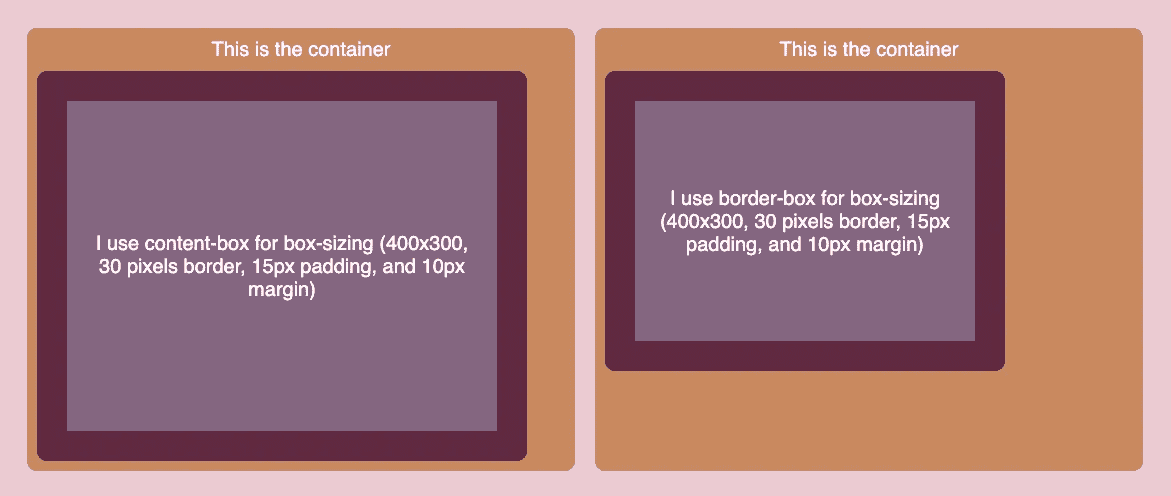 This is the container
I use content-box for box-sizing (400x300,
30 pixels border, 15px padding, and 10px
margin)
This is the container
I use border-box for box-sizing
(400x300, 30 pixels border, 15px
padding, and 10px margin)